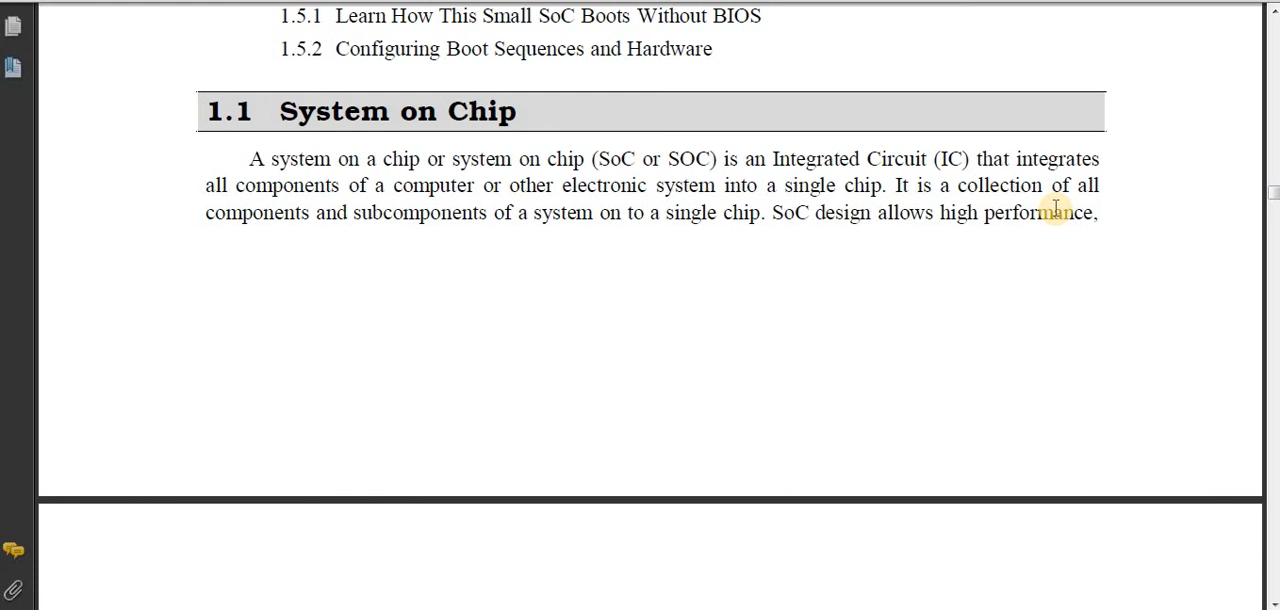 1.5.1 Learn How This Small SoC Boots Without BIOS
1.5.2 Configuring Boot Sequences and Hardware
1.1 System on Chip
A system on a chip or system on chip (SoC or SOC) is an Integrated Circuit (IC) that integrates
all components of a computer or other electronic system into a single chip. It is a collection of all
components and subcomponents of a system on to a single chip. SoC design allows high performance,